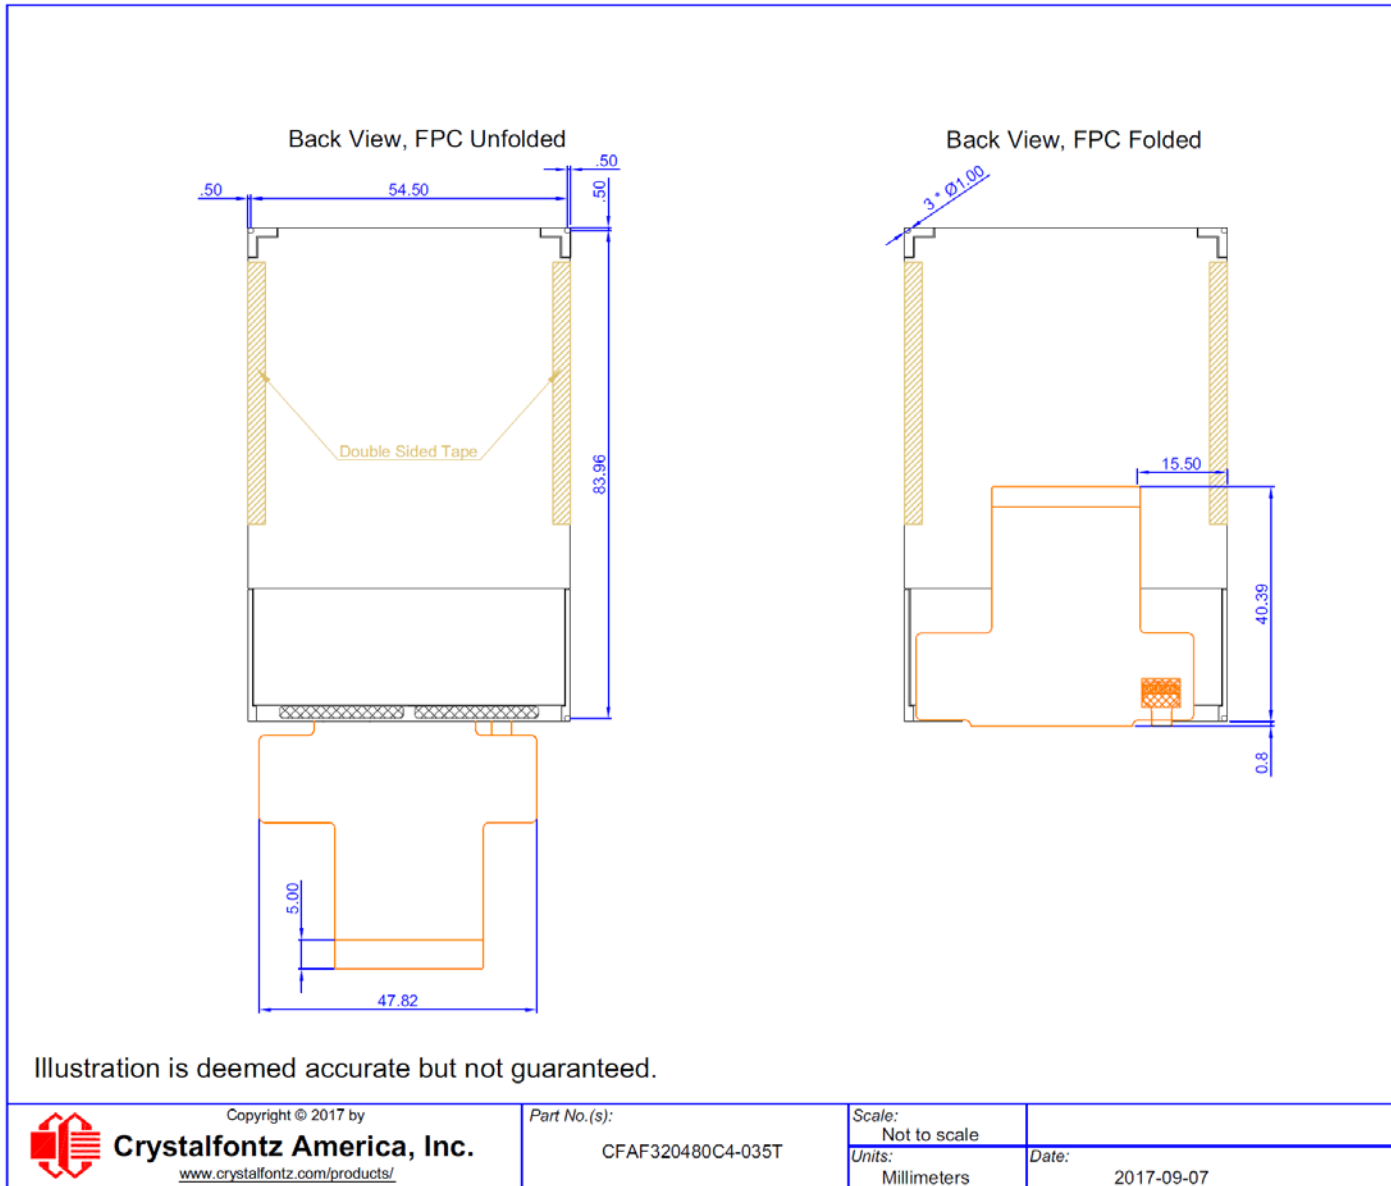 Back View, FPC Unfolded
Back View, FPC Folded
.50
54.50
.50
.50
3 * Ø1.00
Double Sided Tape
83.96
15.50
40.39
0.8
5.00
47.82
Illustration is deemed accurate but not guaranteed.
Copyright © 2017 by
Crystalfontz America, Inc.
www.crystalfontz.com/products/
Part No.(s):
CFAF320480C4-035T
Scale:
Not to scale
Units:
Millimeters
Date:
2017-09-07